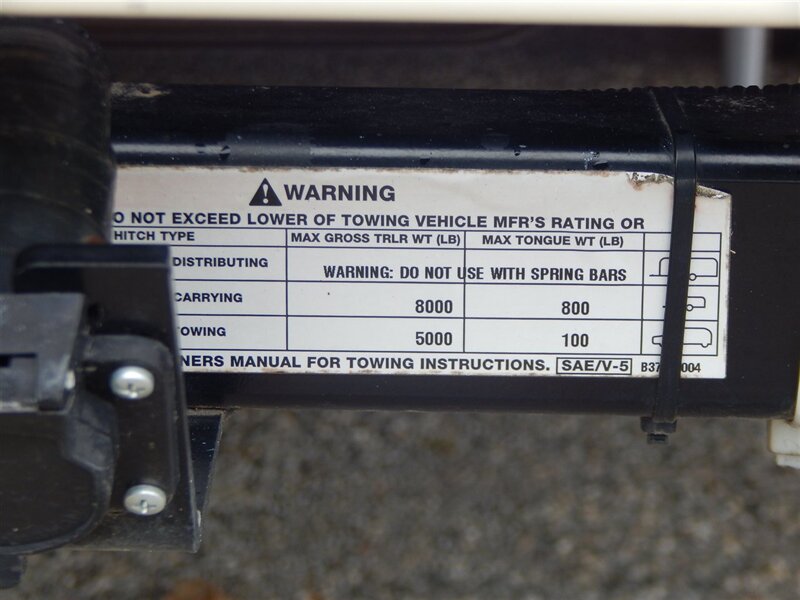 WARNING
O NOT EXCEED LOWER OF TOWING VEHICLE MFR'S RATING OR
HITCH TYPE MAX GROSS TRLR WT (LB) MAX TONGUE WT (LB)
DISTRIBUTING WARNING: DO NOT USE WITH SPRING BARS
CARRYING 8000 800
TOWING 5000 100
NERS MANUAL FOR TOWING INSTRUCTIONS. SAE/V-5